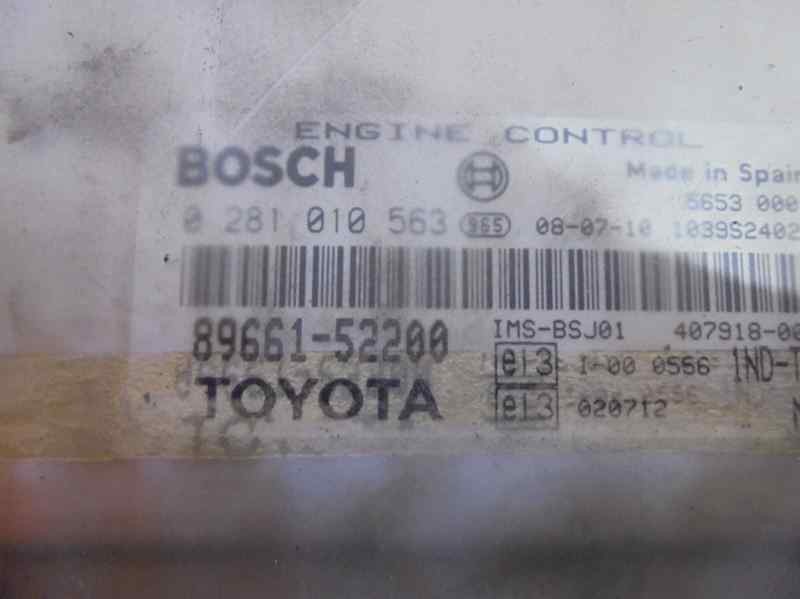 ENGINE CONTROL
BOSCH Made in Spain
5653 000
0 281 010 563 965 08-07-10 1039S2402
89661-52200 IMS-BSJ01 407918-00
e13 I-00 0556 1ND-T
TOYOTA e13 020712